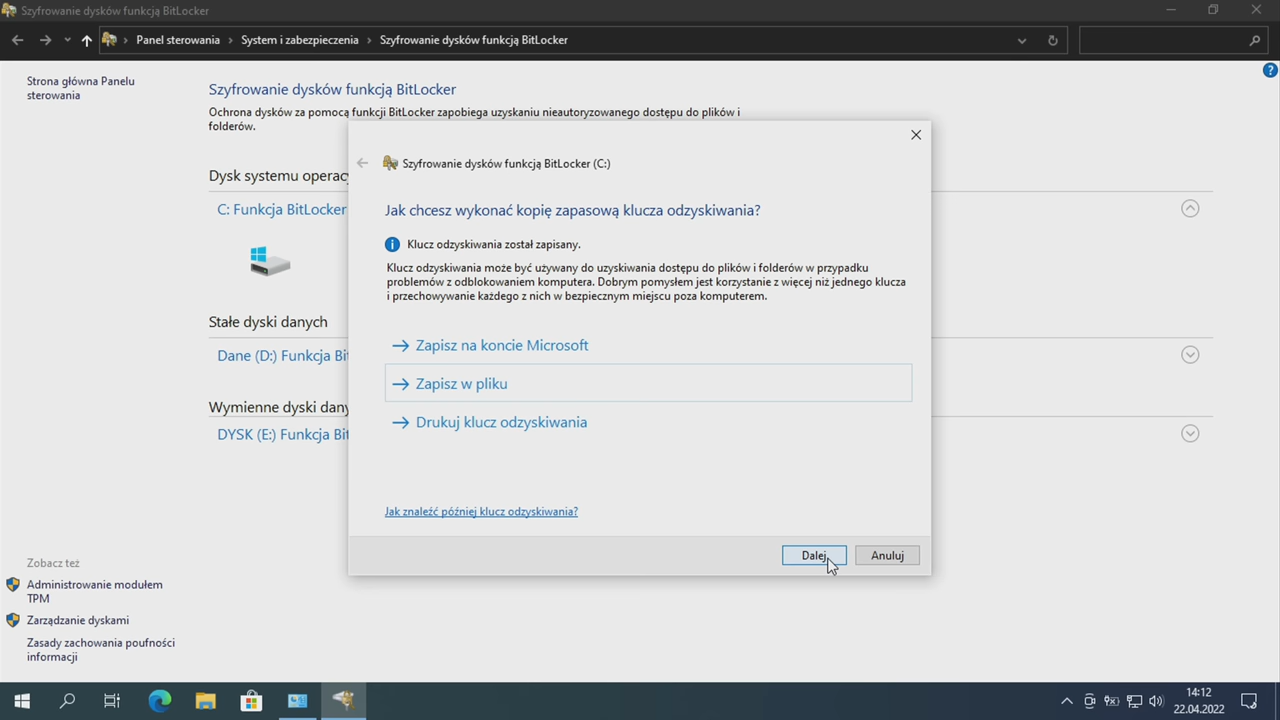 Szyfrowanie dysków funkcją BitLocker
Panel sterowania
System i zabezpieczenia
Szyfrowanie dysków funkcją BitLocker
Strona główna Panelu
sterowania
Szyfrowanie dysków funkcją BitLocker
Ochrona dysków za pomocą funkcji BitLocker zapobiega uzyskaniu nieautoryzowanego dostępu do plików i
folderów.
Dysk systemu operacy
C: Funkcja BitLocker
Stałe dyski danych
Dane (D:) Funkcja Bi
Wymienne dyski dany
DYSK (E:) Funkcja Bi
Szyfrowanie dysków funkcją BitLocker (C:)
Jak chcesz wykonać kopię zapasową klucza odzyskiwania?
Klucz odzyskiwania został zapisany.
Klucz odzyskiwania może być używany do uzyskiwania dostępu do plików i folderów w przypadku
problemów z odblokowaniem komputera. Dobrym pomysłem jest korzystanie z więcej niż jednego klucza
i przechowywanie każdego z nich w bezpiecznym miejscu poza komputerem.
Zapisz na koncie Microsoft
Zapisz w pliku
Drukuj klucz odzyskiwania
Jak znaleźć później klucz odzyskiwania?
Dalej
Anuluj
Zobacz też
Administrowanie modułem
TPM
Zarządzanie dyskami
Zasady zachowania poufności
informacji
14:12
22.04.2022